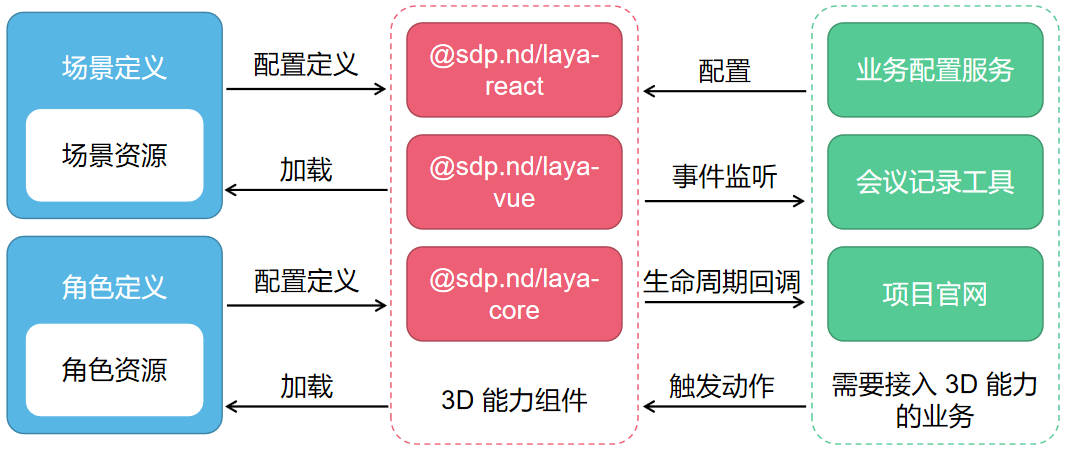 场景定义
场景资源
角色定义
角色资源
配置定义
加载
配置定义
加载
@sdp.nd/laya-
react
@sdp.nd/laya-
vue
@sdp.nd/laya-
core
3D 能力组件
配置
事件监听
生命周期回调
触发动作
业务配置服务
会议记录工具
项目官网
需要接入 3D 能力
的业务